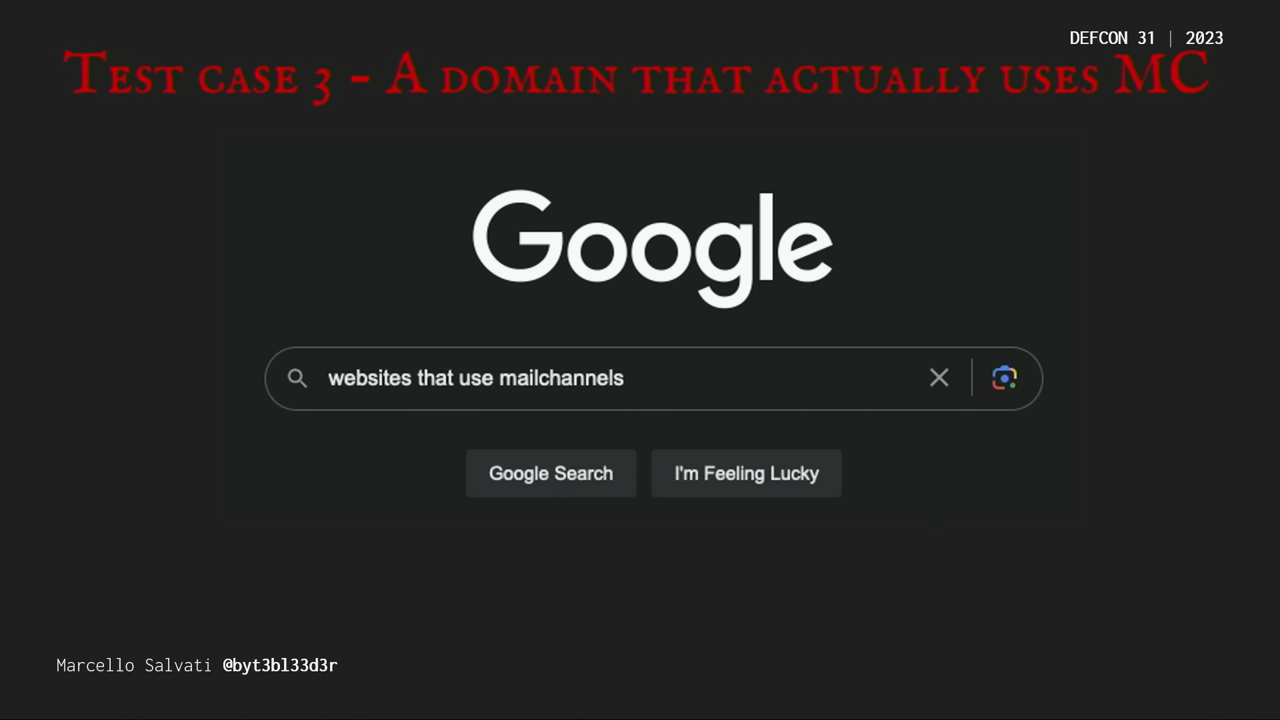 DEFCON 31 | 2023
Test case 3 - A domain that actually uses MC
Google
websites that use mailchannels
Google Search
I'm Feeling Lucky
Marcello Salvati @byt3bl33d3r